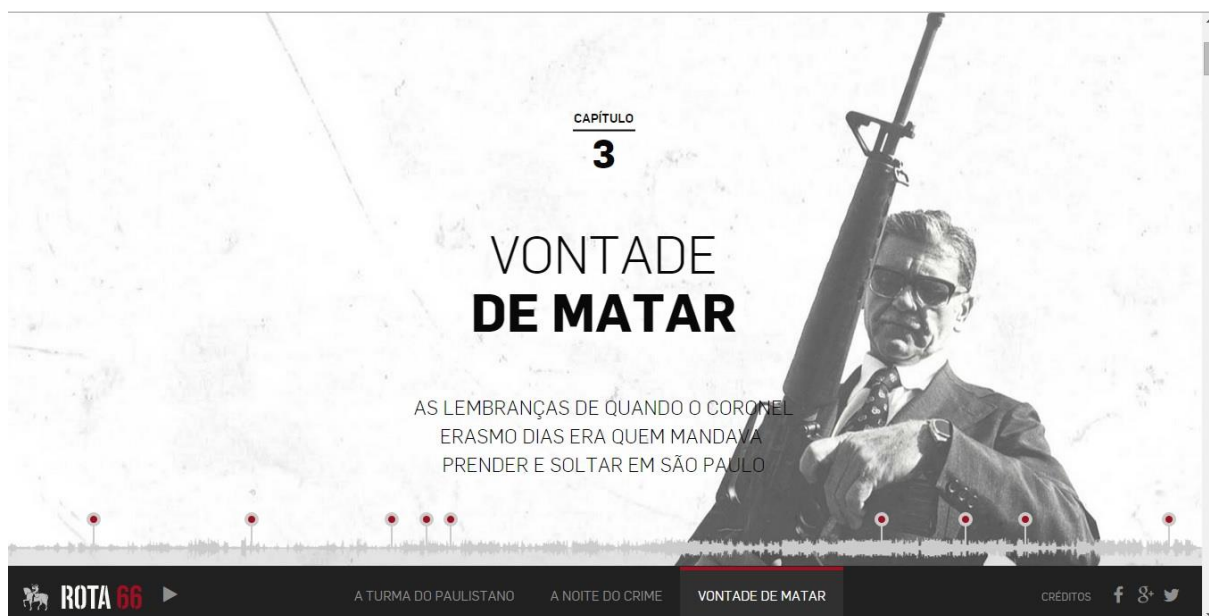 CAPÍTULO
3
VONTADE
DE MATAR
AS LEMBRANÇAS DE QUANDO O CORONEL
ERASMO DIAS ERA QUEM MANDAVA
PRENDER E SOLTAR EM SÃO PAULO
ROTA 66 A TURMA DO PAULISTANO A NOITE DO CRIME VONTADE DE MATAR CRÉDITOS f g+